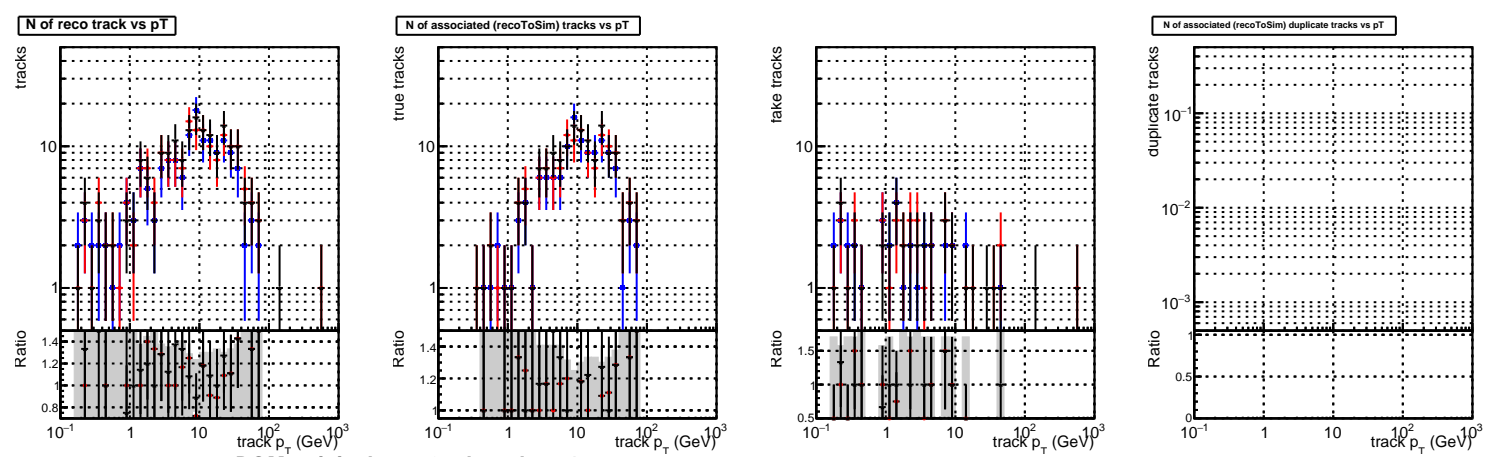 N of reco track vs pT
tracks
10
1
Ratio
1.4
1.2
1
0.8
10⁻¹ 1 10 10² 10³
track p_T (GeV)
N of associated (recoToSim) tracks vs pT
true tracks
10
1
Ratio
1.4
1.2
1
10⁻¹ 1 10 10² 10³
track p_T (GeV)
fake tracks
10
1
Ratio
1.5
1
0.5
10⁻¹ 1 10 10² 10³
track p_T (GeV)
N of associated (recoToSim) duplicate tracks vs pT
duplicate tracks
10⁻¹
10⁻²
10⁻³
Ratio
1
0.5
0
10⁻¹ 1 10 10² 10³
track p_T (GeV)